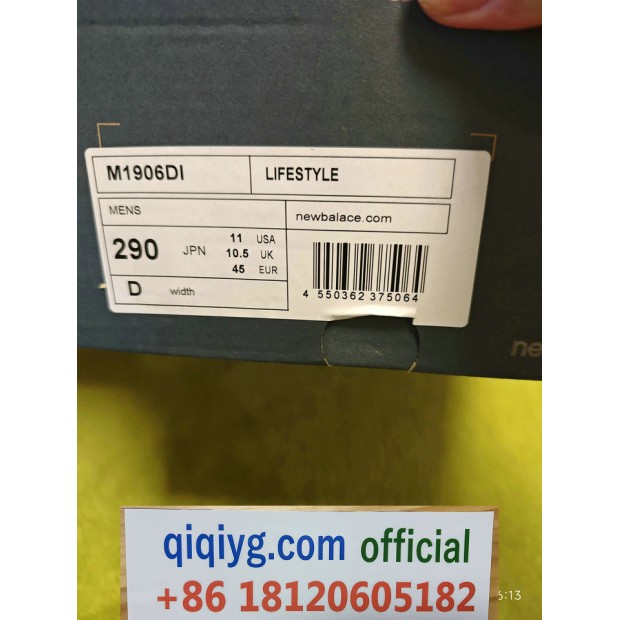 M1906DI
LIFESTYLE
MENS
newbalace.com
290 JPN
11 USA
10.5 UK
45 EUR
D width
4 550362 375064
ne
qiqiyg.com official
+86 18120605182
6:13